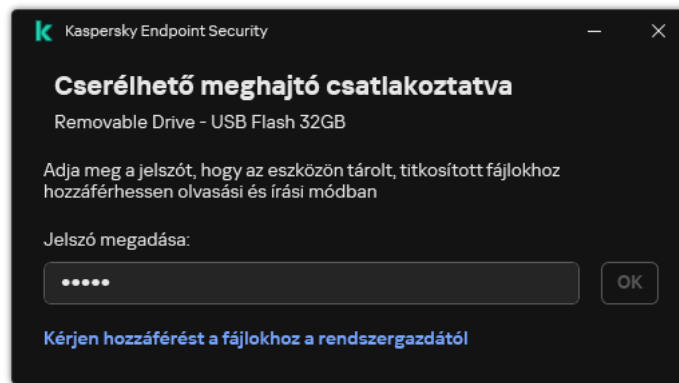 Kaspersky Endpoint Security
Cserélhető meghajtó csatlakoztatva
Removable Drive - USB Flash 32GB
Adja meg a jelszót, hogy az eszközön tárolt, titkosított fájlokhoz
hozzáférhessen olvasási és írási módban
Jelszó megadása:
•••••
OK
Kérjen hozzáférést a fájlokhoz a rendszergazdától